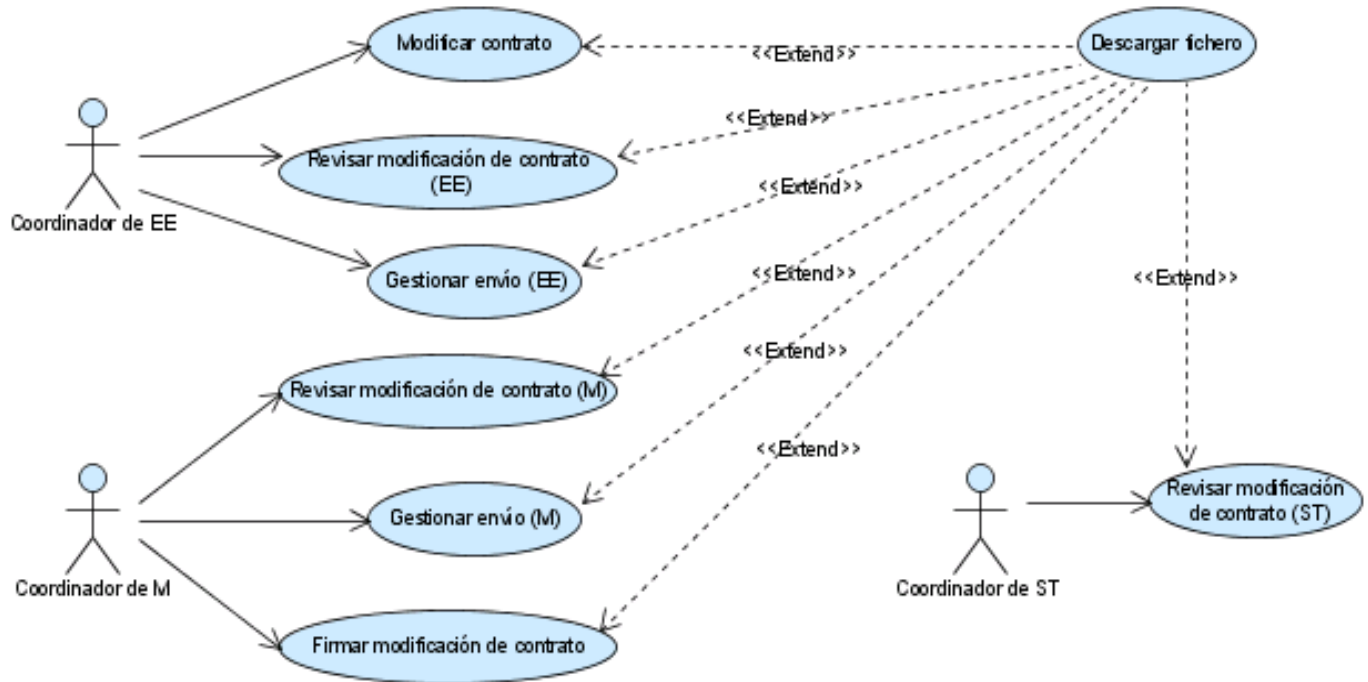 Modificar contrato
<<Extend>>
Descargar fichero
Revisar modificación de contrato
(EE)
<<Extend>>
Coordinador de EE
<<Extend>>
Gestionar envío (EE)
<<Extend>>
<<Extend>>
Revisar modificación de contrato (M)
<<Extend>>
<<Extend>>
Gestionar envío (M)
Revisar modificación
de contrato (ST)
Coordinador de M
Coordinador de ST
Firmar modificación de contrato